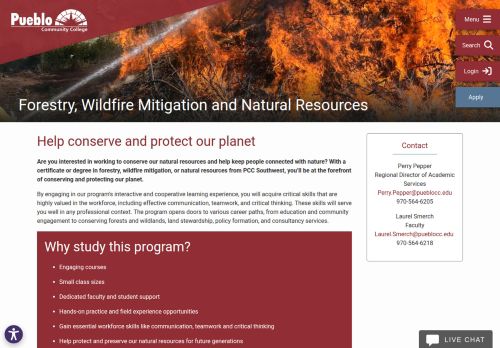 Pueblo
Community College
Menu
Search
Login
Apply
Forestry, Wildfire Mitigation and Natural Resources
Help conserve and protect our planet
Are you interested in working to conserve our natural resources and help keep people connected with nature? With a
certificate or degree in forestry, wildfire mitigation, or natural resources from PCC Southwest, you'll be at the forefront
of conserving and protecting our planet.
By engaging in our program's interactive and cooperative learning experience, you will acquire critical skills that are
highly valued in the workforce, including effective communication, teamwork, and critical thinking. These skills will serve
you well in any professional context. The program opens doors to various career paths, from education and community
engagement to conserving forests and wildlands, land stewardship, policy formation, and consultancy services.
Why study this program?
Engaging courses
Small class sizes
Dedicated faculty and student support
Hands-on practice and field experience opportunities
Gain essential workforce skills like communication, teamwork and critical thinking
Help protect and preserve our natural resources for future generations
Contact
Perry Pepper
Regional Director of Academic
Services
Perry.Pepper@pueblocc.edu
970-564-6205
Laurel Smerch
Faculty
Laurel.Smerch@pueblocc.edu
970-564-6218
LIVE CHAT